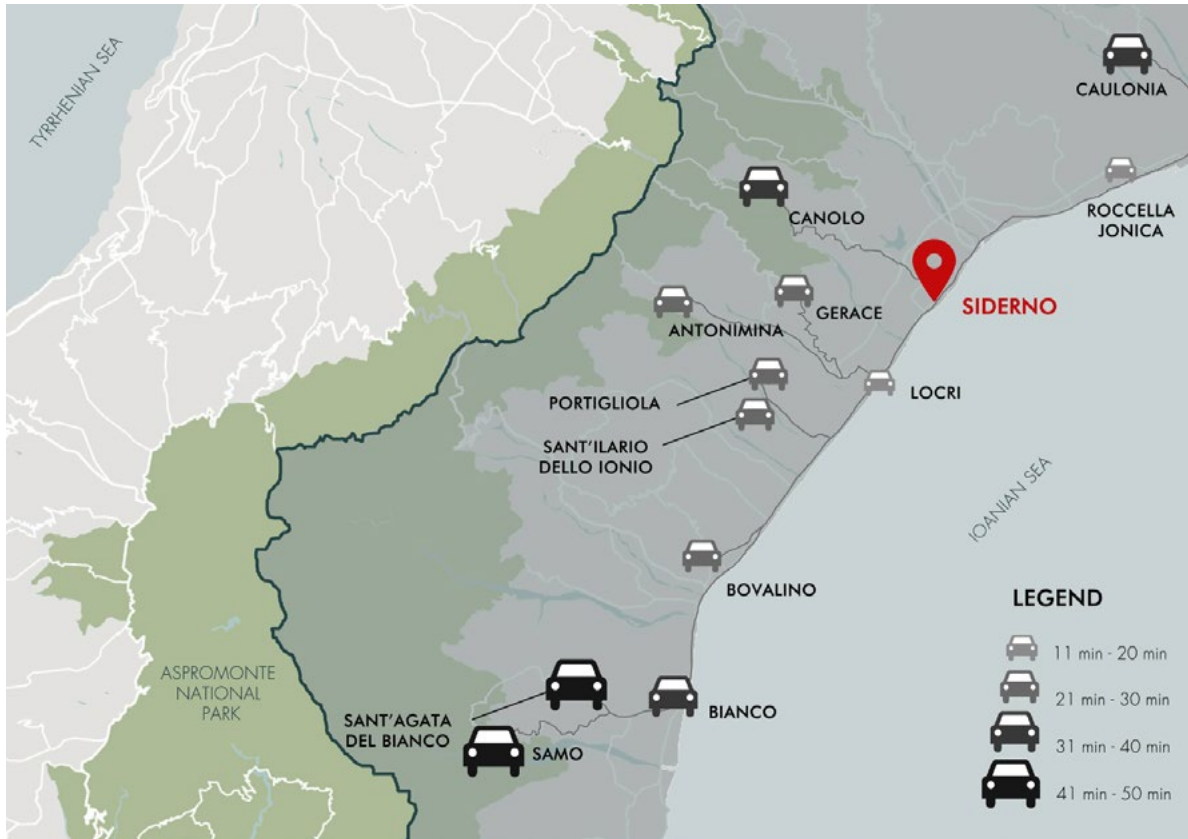 TYRRHENIAN SEA
CAULONIA
CANOLO
ROCCELLA
JONICA
SIDERNO
GERACE
ANTONIMINA
PORTIGLIOLA
LOCRI
SANT'ILARIO
DELLO IONIO
IOANIAN SEA
BOVALINO
ASPROMONTE
NATIONAL
PARK
SANT'AGATA
DEL BIANCO
SAMO
BIANCO
LEGEND
11 min - 20 min
21 min - 30 min
31 min - 40 min
41 min - 50 min